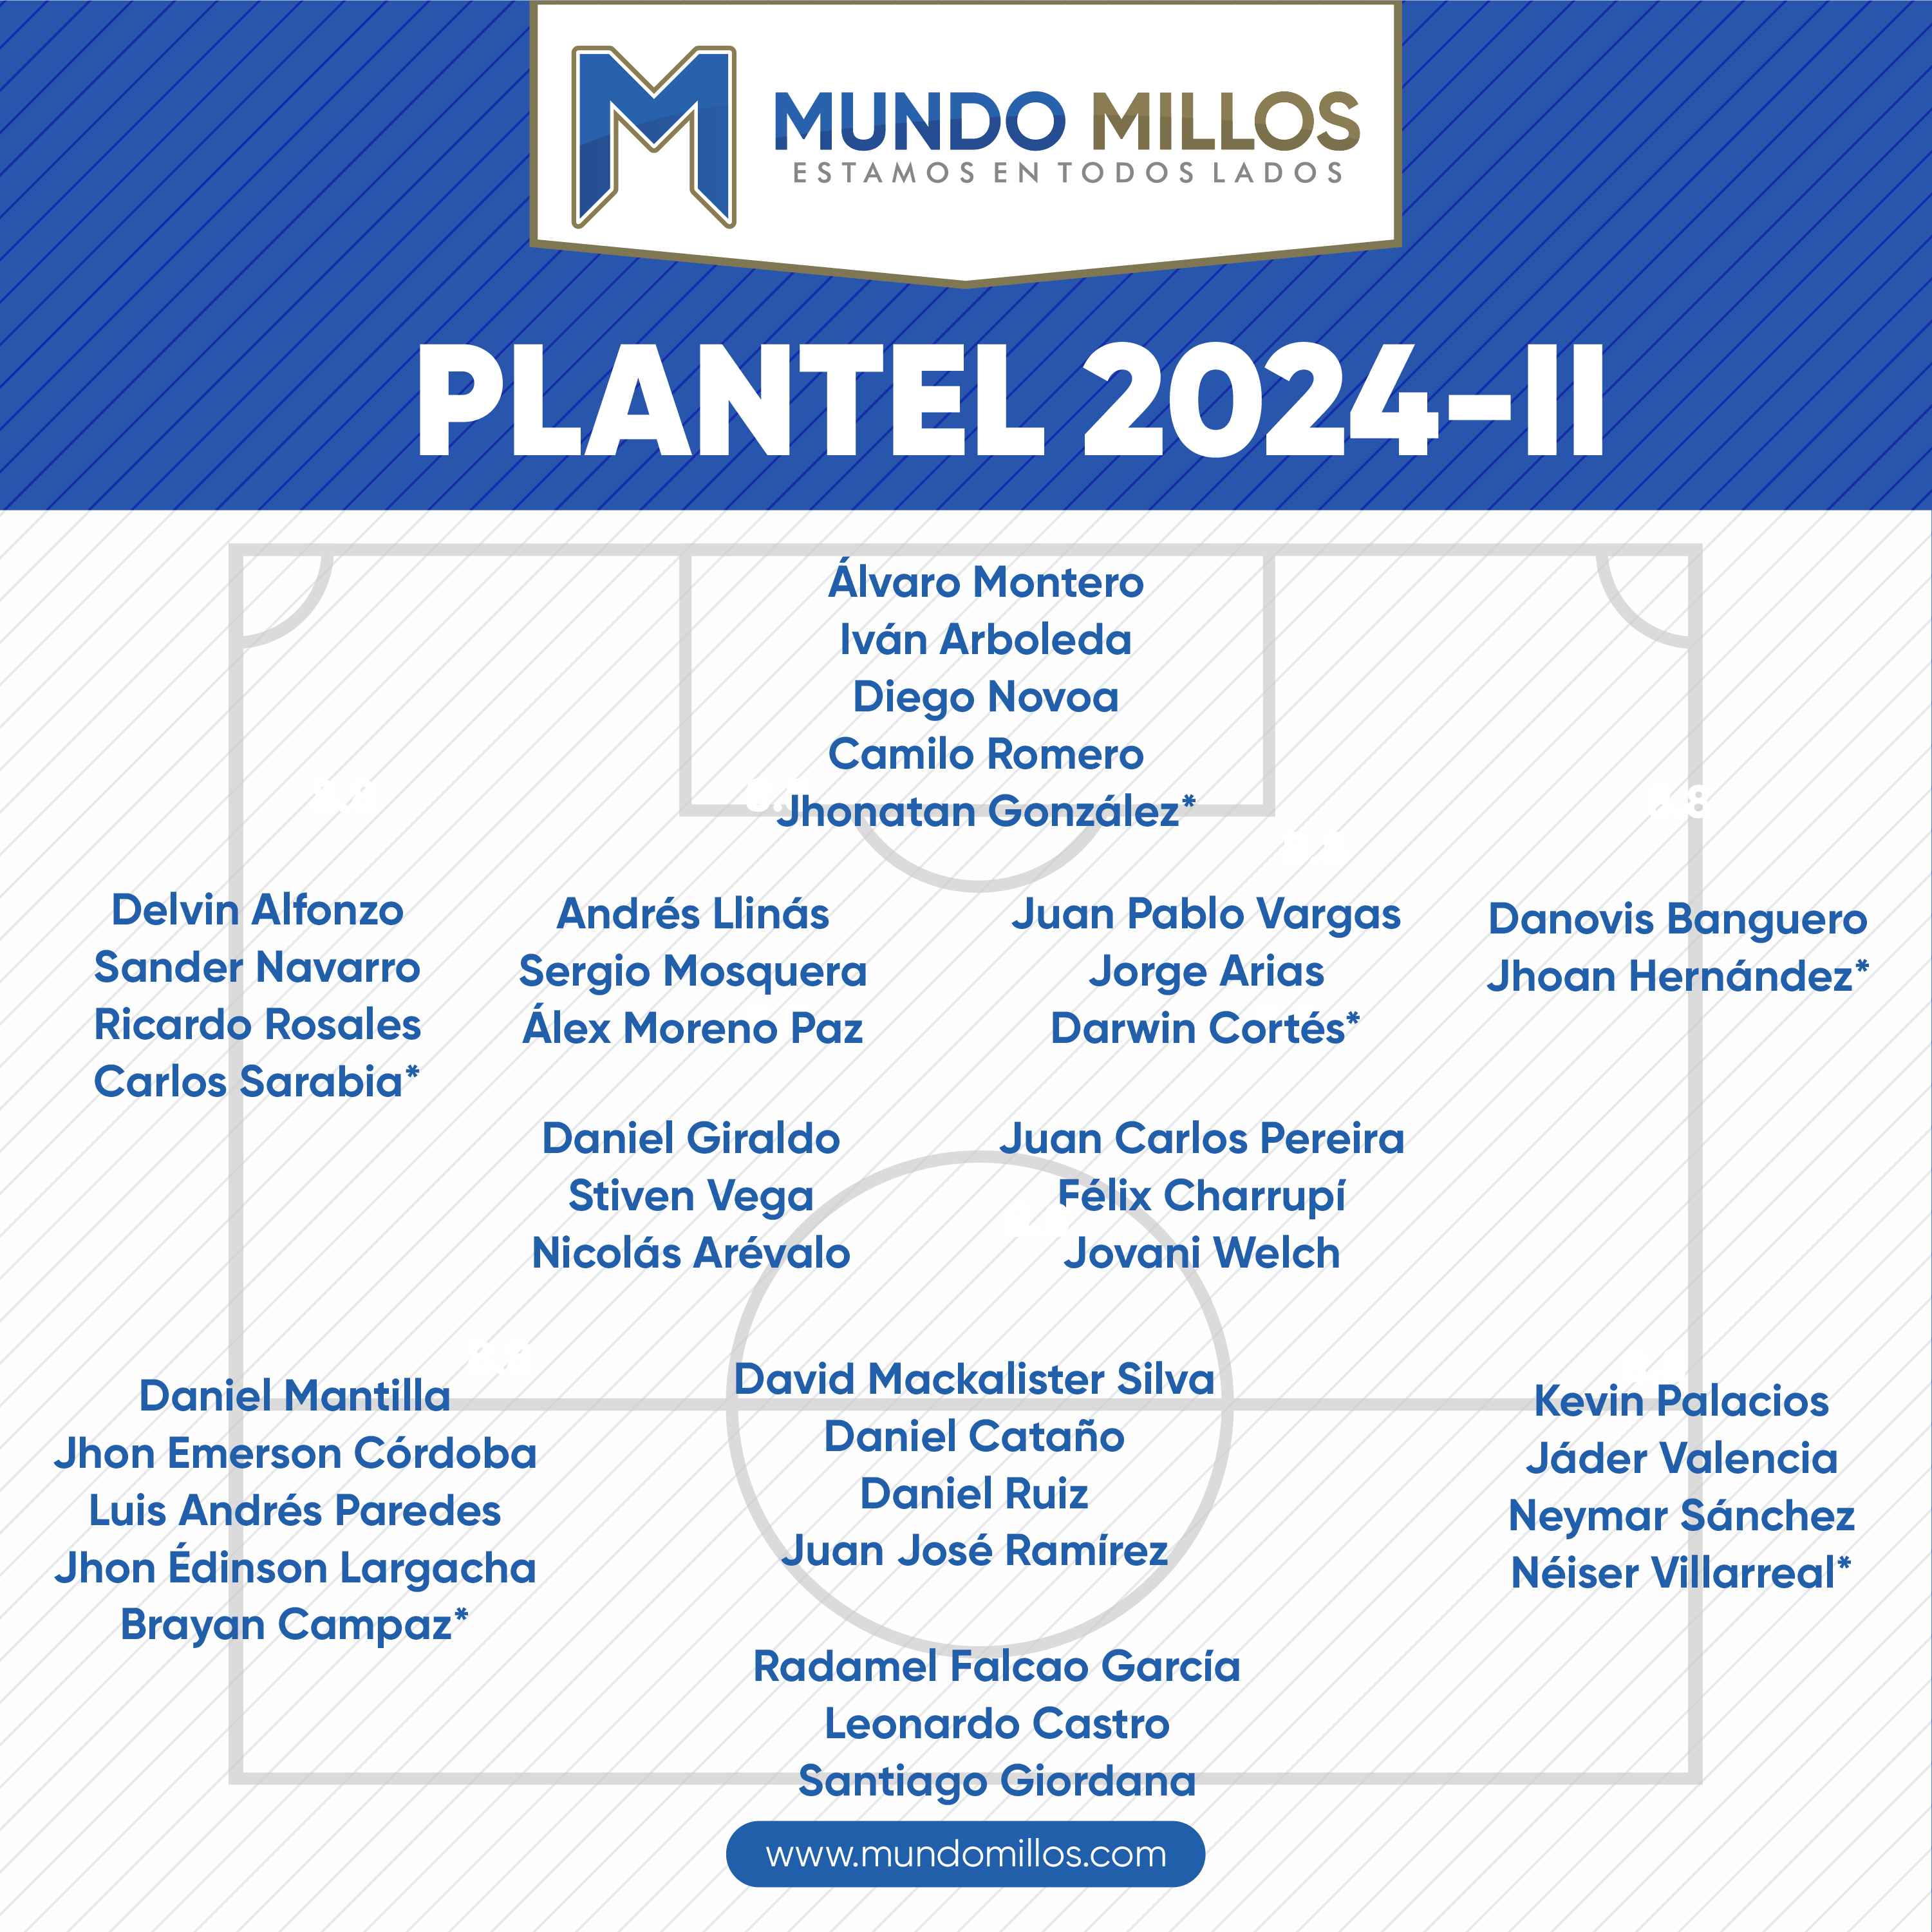 MUNDO MILLOS
ESTAMOS EN TODOS LADOS
PLANTEL 2024-II
Álvaro Montero
Iván Arboleda
Diego Novoa
Camilo Romero
Jhonatan González*
Delvin Alfonzo
Sander Navarro
Ricardo Rosales
Carlos Sarabia*
Andrés Llinás
Sergio Mosquera
Álex Moreno Paz
Juan Pablo Vargas
Jorge Arias
Darwin Cortés*
Danovis Banguero
Jhoan Hernández*
Daniel Giraldo
Stiven Vega
Nicolás Arévalo
Juan Carlos Pereira
Félix Charrupí
Jovani Welch
Daniel Mantilla
Jhon Emerson Córdoba
Luis Andrés Paredes
Jhon Édinson Largacha
Brayan Campaz*
David Mackalister Silva
Daniel Cataño
Daniel Ruiz
Juan José Ramírez
Kevin Palacios
Jáder Valencia
Neymar Sánchez
Néiser Villarreal*
Radamel Falcao García
Leonardo Castro
Santiago Giordana
www.mundomillos.com